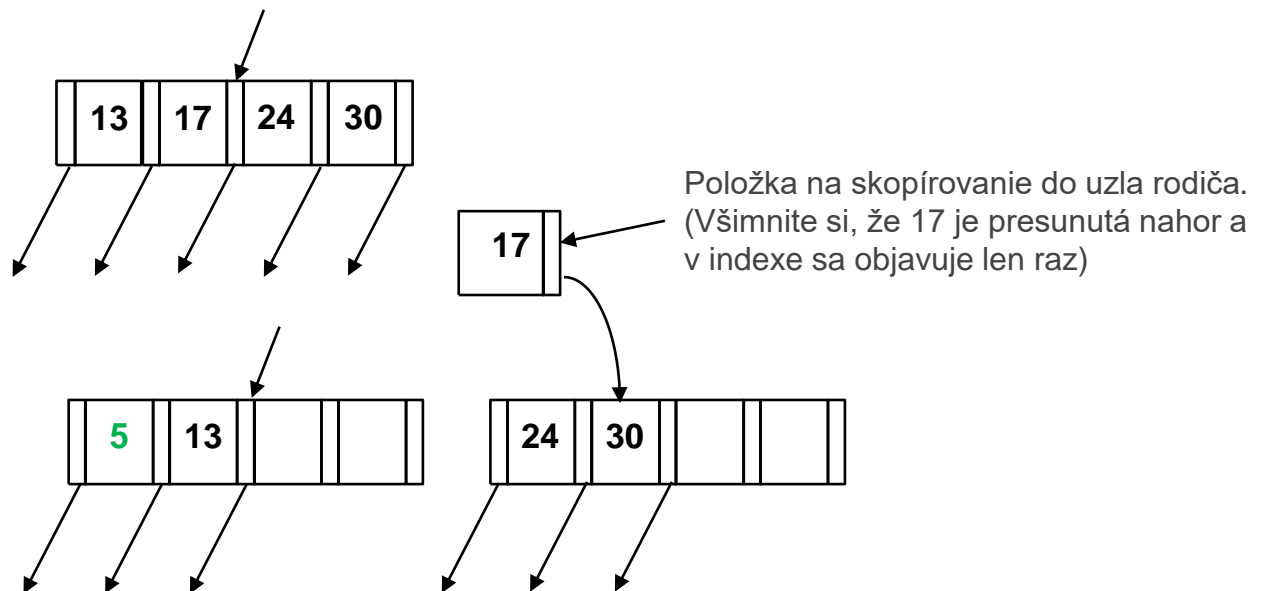 13 17 24 30
Položka na skopírovanie do uzla rodiča.
(Všimnite si, že 17 je presunutá nahor a
v indexe sa objavuje len raz)
17
5 13
24 30